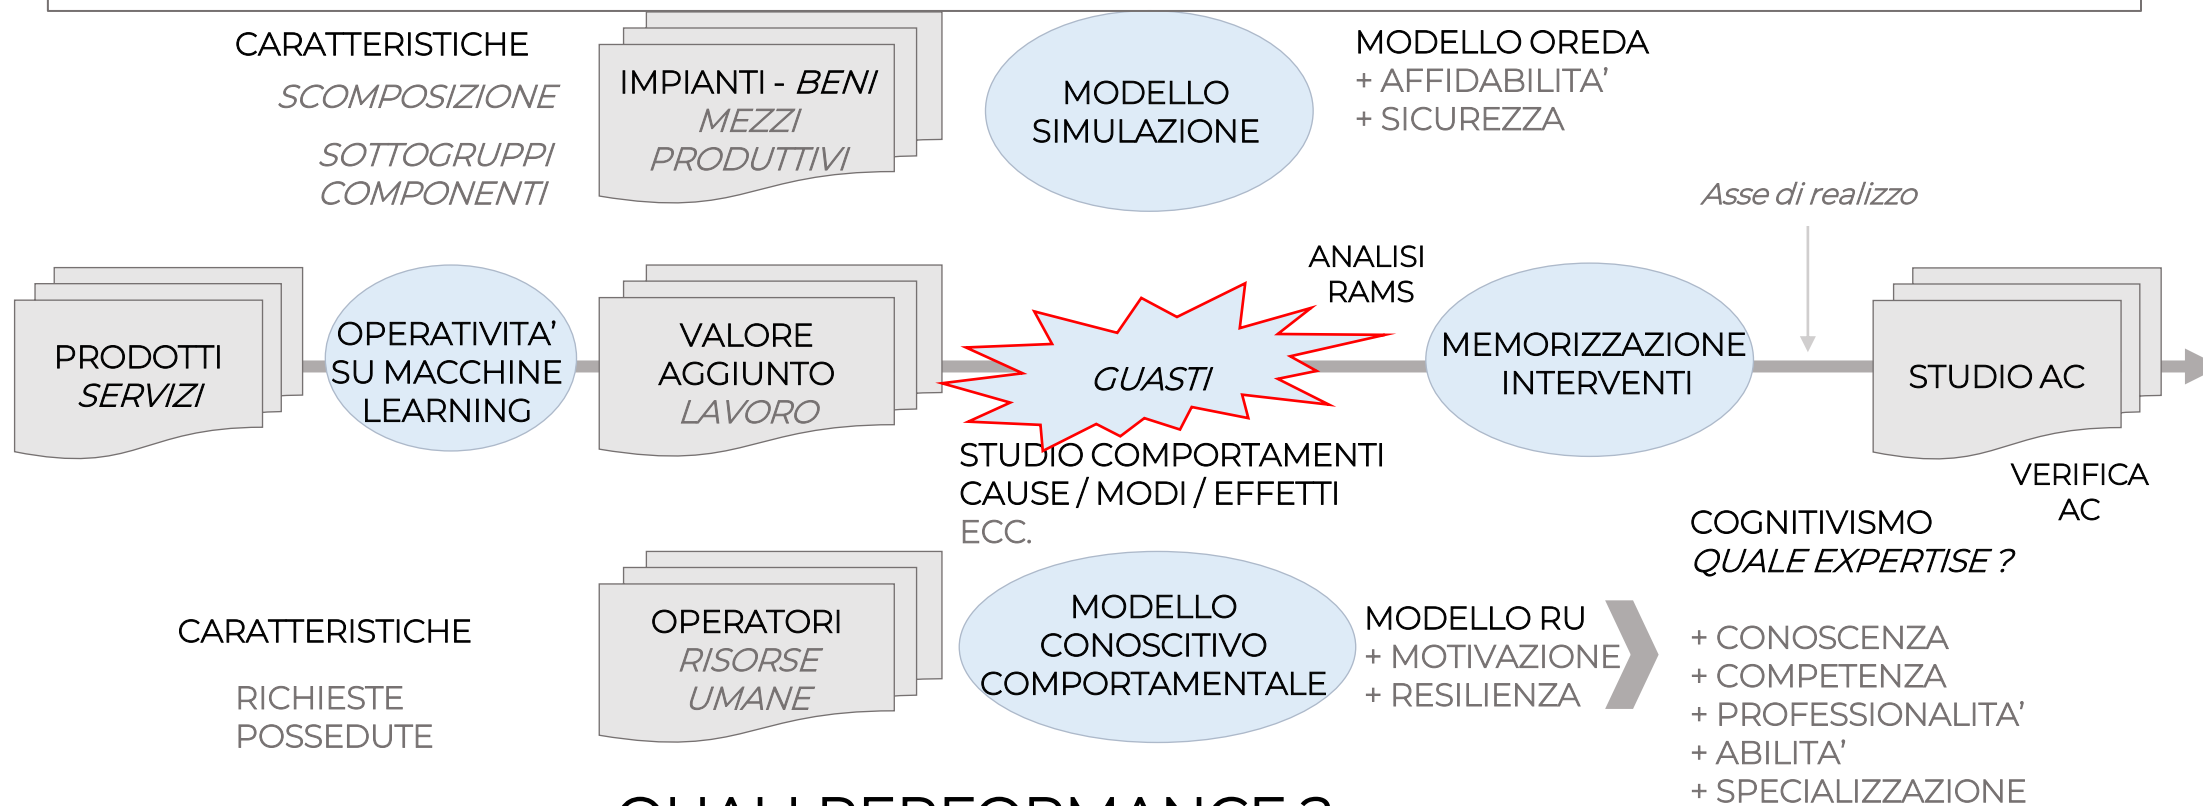 CARATTERISTICHE
SCOMPOSIZIONE
SOTTOGRUPPI
COMPONENTI
IMPIANTI - BENI
MEZZI
PRODUTTIVI
MODELLO
SIMULAZIONE
MODELLO OREDA
+ AFFIDABILITA’
+ SICUREZZA
Asse di realizzo
PRODOTTI
SERVIZI
OPERATIVITA’
SU MACCHINE
LEARNING
VALORE
AGGIUNTO
LAVORO
GUASTI
ANALISI
RAMS
MEMORIZZAZIONE
INTERVENTI
STUDIO AC
VERIFICA
AC
STUDIO COMPORTAMENTI
CAUSE / MODI / EFFETTI
ECC.
CARATTERISTICHE
RICHIESTE
POSSEDUTE
OPERATORI
RISORSE
UMANE
MODELLO
CONOSCITIVO
COMPORTAMENTALE
MODELLO RU
+ MOTIVAZIONE
+ RESILIENZA
COGNITIVISMO
QUALE EXPERTISE ?
+ CONOSCENZA
+ COMPETENZA
+ PROFESSIONALITA’
+ ABILITA’
+ SPECIALIZZAZIONE
QUALI PERFORMANCE ?